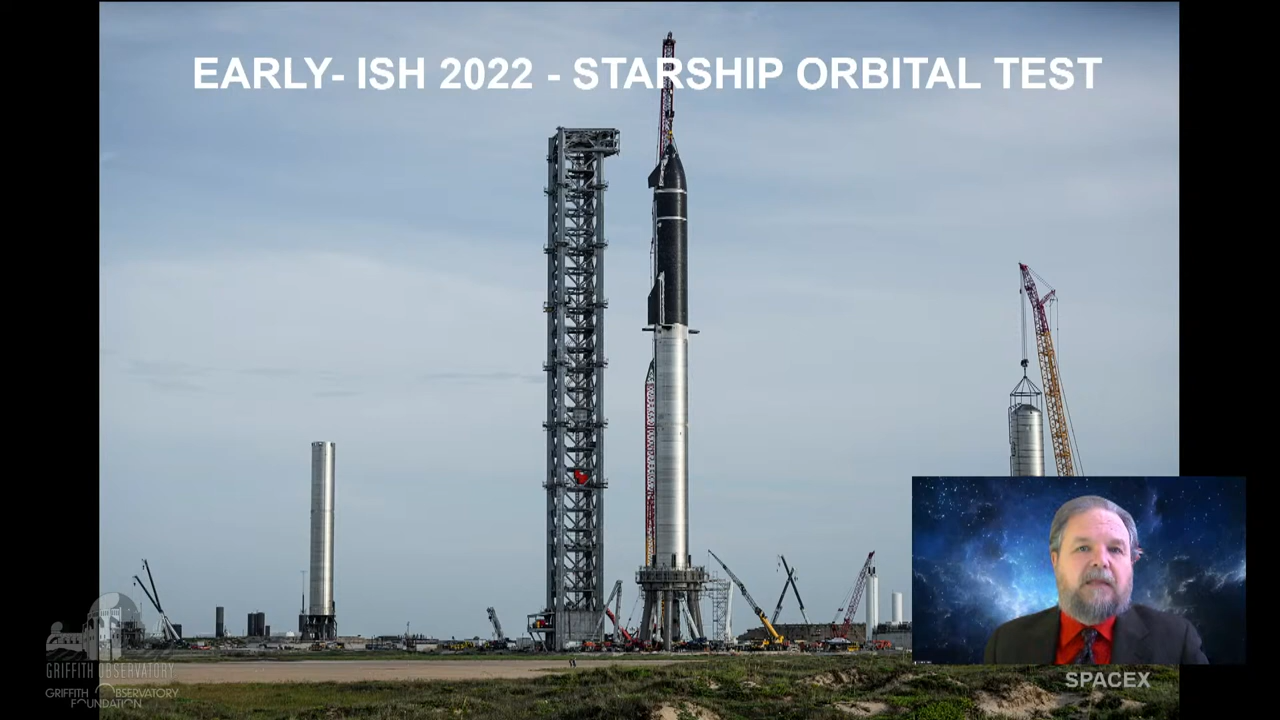 EARLY- ISH 2022 - STARSHIP ORBITAL TEST
GRIFFITH OBSERVATORY
GRIFFITH OBSERVATORY
FOUNDATION
SPACEX